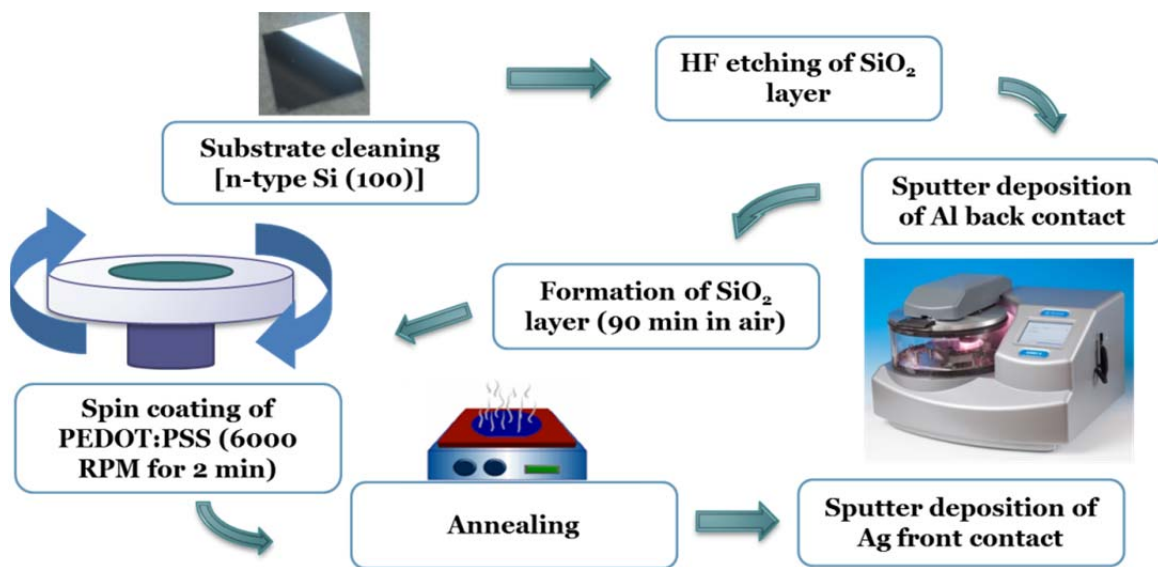 Substrate cleaning
[n-type Si (100)]
HF etching of SiO₂
layer
Sputter deposition
of Al back contact
Formation of SiO₂
layer (90 min in air)
Spin coating of
PEDOT:PSS (6000
RPM for 2 min)
Annealing
Sputter deposition of
Ag front contact